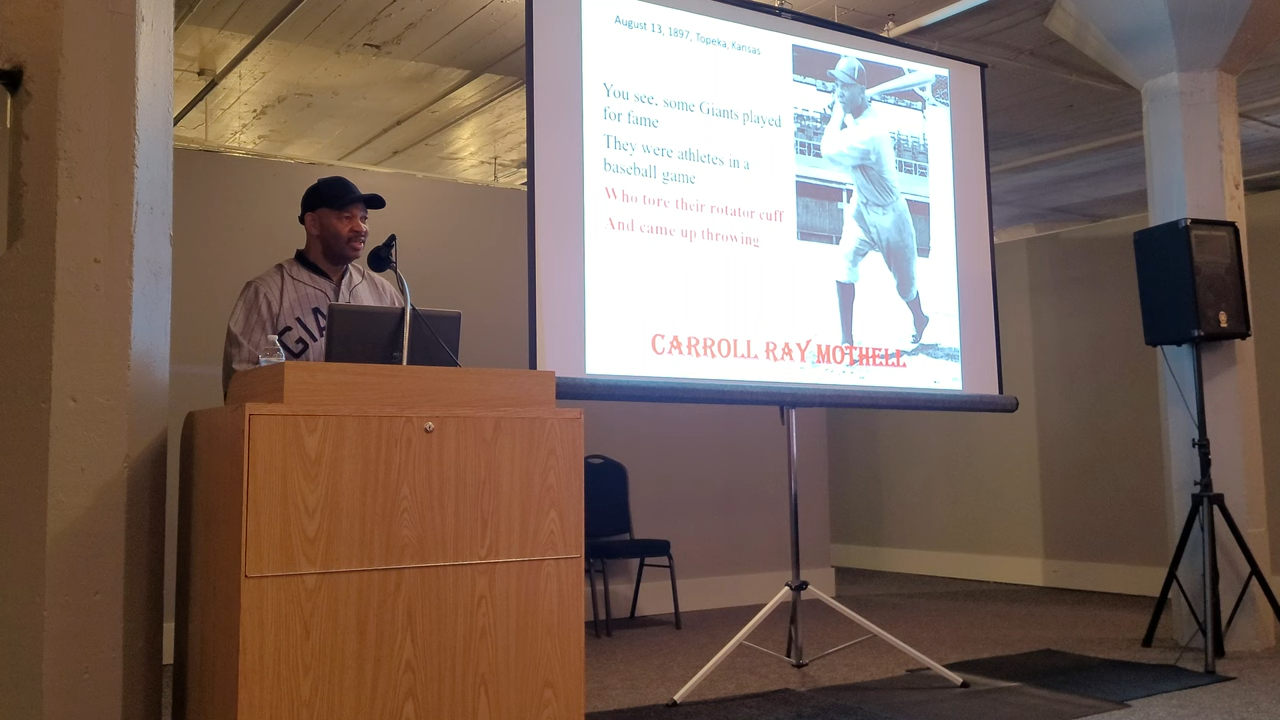 August 13, 1897, Topeka, Kansas
You see, some Giants played
for fame
They were athletes in a
baseball game
Who tore their rotator cuff
And came up throwing
CARROLL RAY MOTHELL
GIA